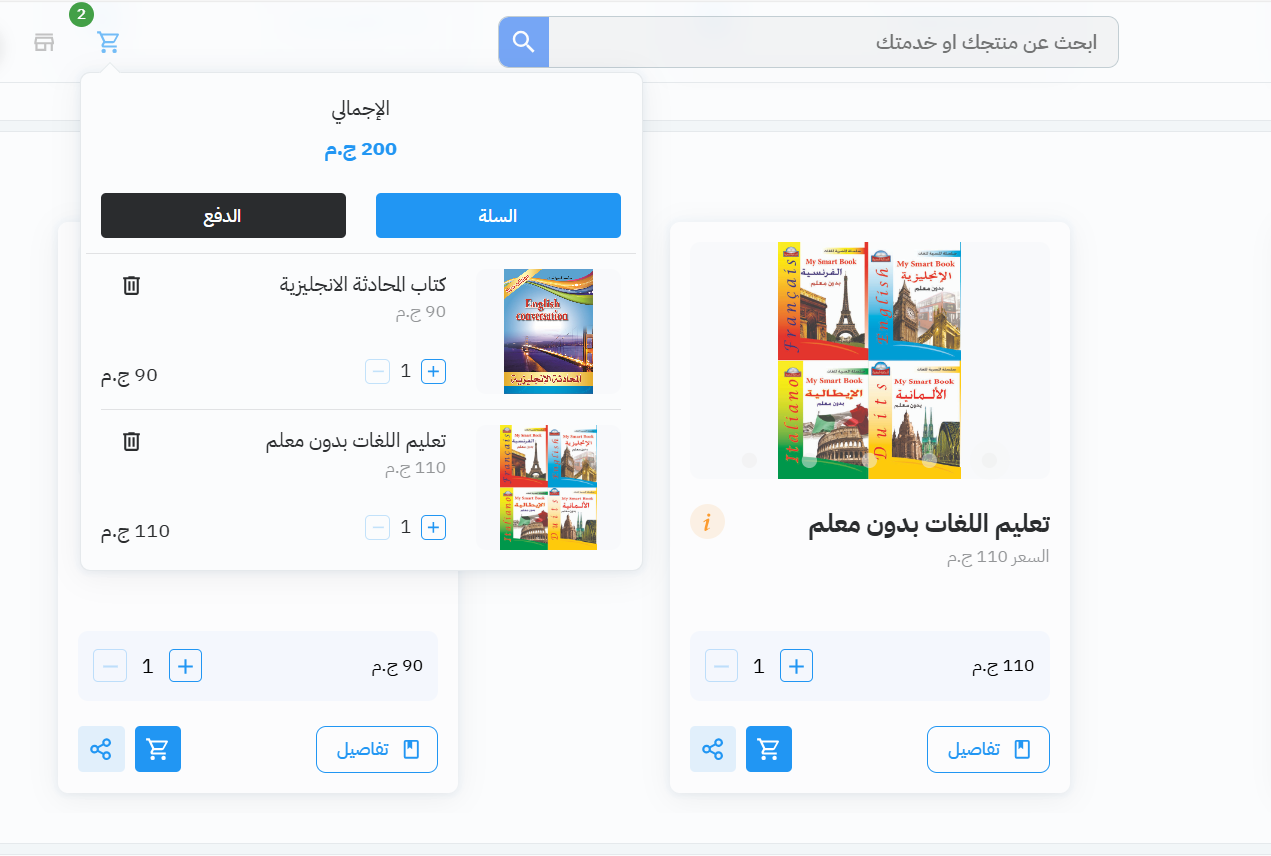 2
ابحث عن منتجك او خدمتك
الإجمالي
200 ج.م
السلة
الدفع
كتاب المحادثة الانجليزية
90 ج.م
1
90 ج.م
English
conversation
المحادثة الانجليزية
تعليم اللغات بدون معلم
110 ج.م
1
110 ج.م
My Smart Book
الفرنسية
بدون معلم
Français
My Smart Book
الإنجليزية
بدون معلم
English
My Smart Book
الإيطالية
بدون معلم
Italiano
My Smart Book
الألمانية
بدون معلم
Duits
تعليم اللغات بدون معلم
i
السعر 110 ج.م
110 ج.م
1
تفاصيل
90 ج.م
1
تفاصيل